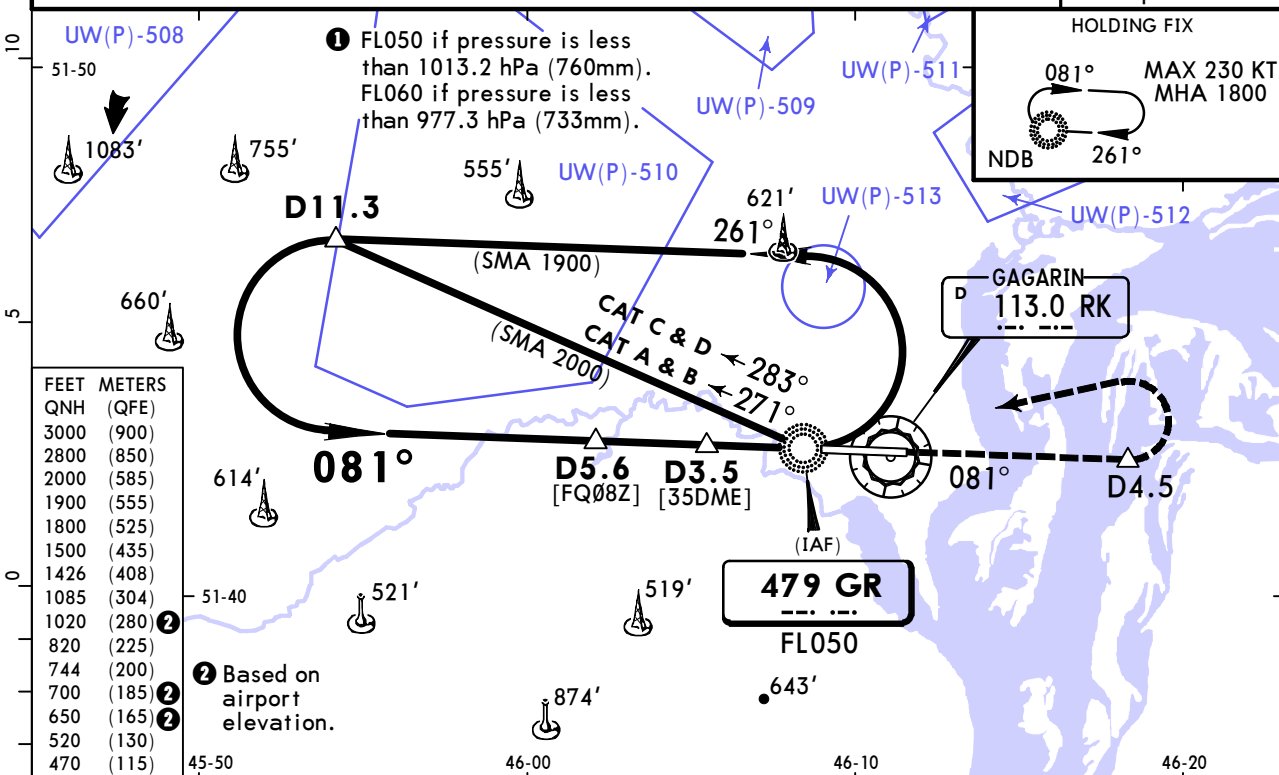 UW(P)-508
10
51-50
❶ FL050 if pressure is less
than 1013.2 hPa (760mm).
FL060 if pressure is less
than 977.3 hPa (733mm).
UW(P)-509
UW(P)-511
HOLDING FIX
081°
MAX 230 KT
MHA 1800
NDB
261°
1083'
755'
555'
UW(P)-510
621'
UW(P)-513
UW(P)-512
D11.3
261°
(SMA 1900)
GAGARIN
D
113.0 RK
660'
5
CAT C & D
283°
CAT A & B
271°
(SMA 2000)
081°
D5.6
[FQØ8Z]
D3.5
[35DME]
081°
D4.5
614'
(IAF)
479 GR
FL050
521'
519'
0
51-40
FEET METERS
QNH (QFE)
3000 (900)
2800 (850)
2000 (585)
1900 (555)
1800 (525)
1500 (435)
1426 (408)
1085 (304)
1020 (280) ❷
820 (225)
744 (200)
700 (185) ❷
650 (165) ❷
520 (130)
470 (115)
❷ Based on
airport
elevation.
874'
643'
45-50
46-00
46-10
46-20